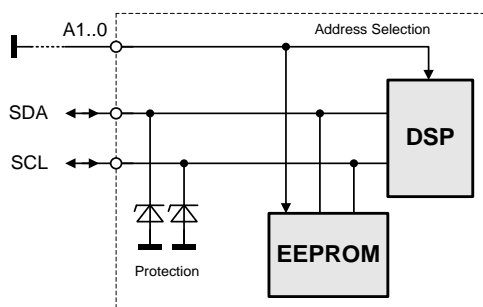 A1..0
Address Selection
SDA
DSP
SCL
EEPROM
Protection